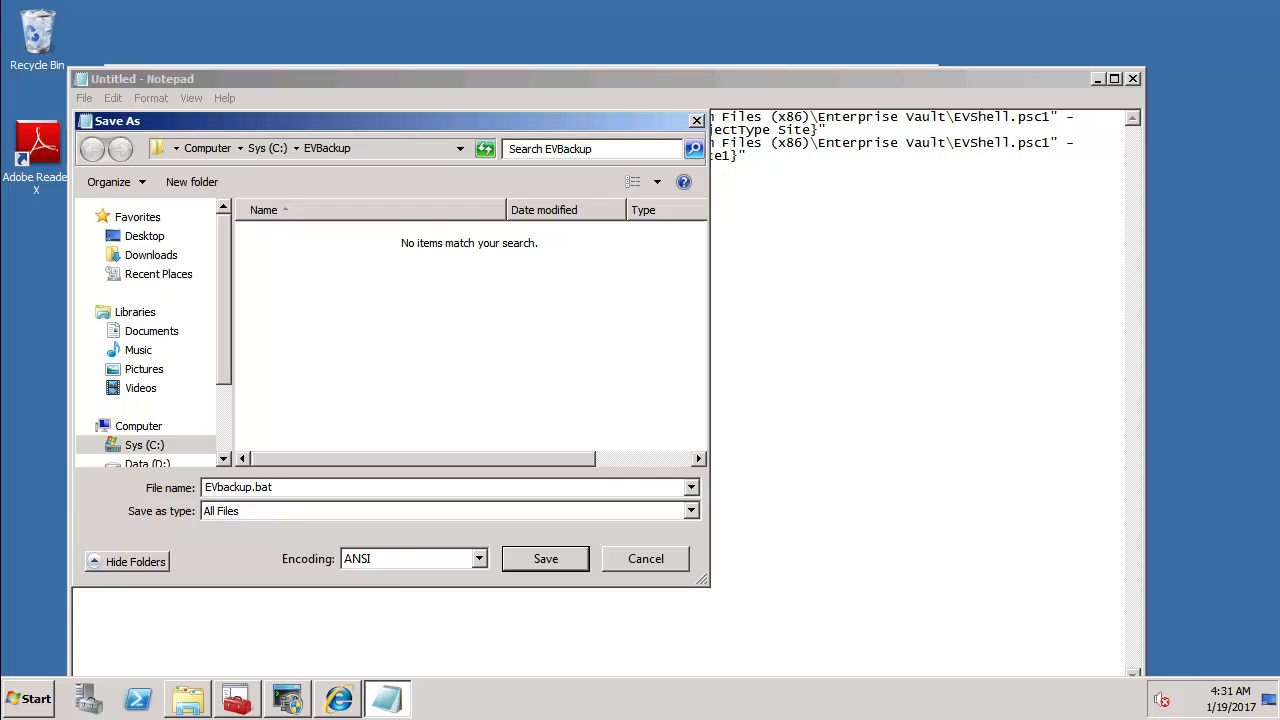 Recycle Bin
Untitled - Notepad
File Edit Format View Help
Save As
n Files (x86)\Enterprise Vault\EVShell.psc1" -
jectType Site}"
n Files (x86)\Enterprise Vault\EVShell.psc1" -
te1}"
Computer Sys (C:) EVBackup
Search EVBackup
Organize New folder
Name Date modified Type
No items match your search.
Favorites
Desktop
Downloads
Recent Places
Libraries
Documents
Music
Pictures
Videos
Computer
Sys (C:)
Data (D:)
Adobe Reade
X
File name: EVbackup.bat
Save as type: All Files
Hide Folders Encoding: ANSI Save Cancel
Start
4:31 AM
1/19/2017